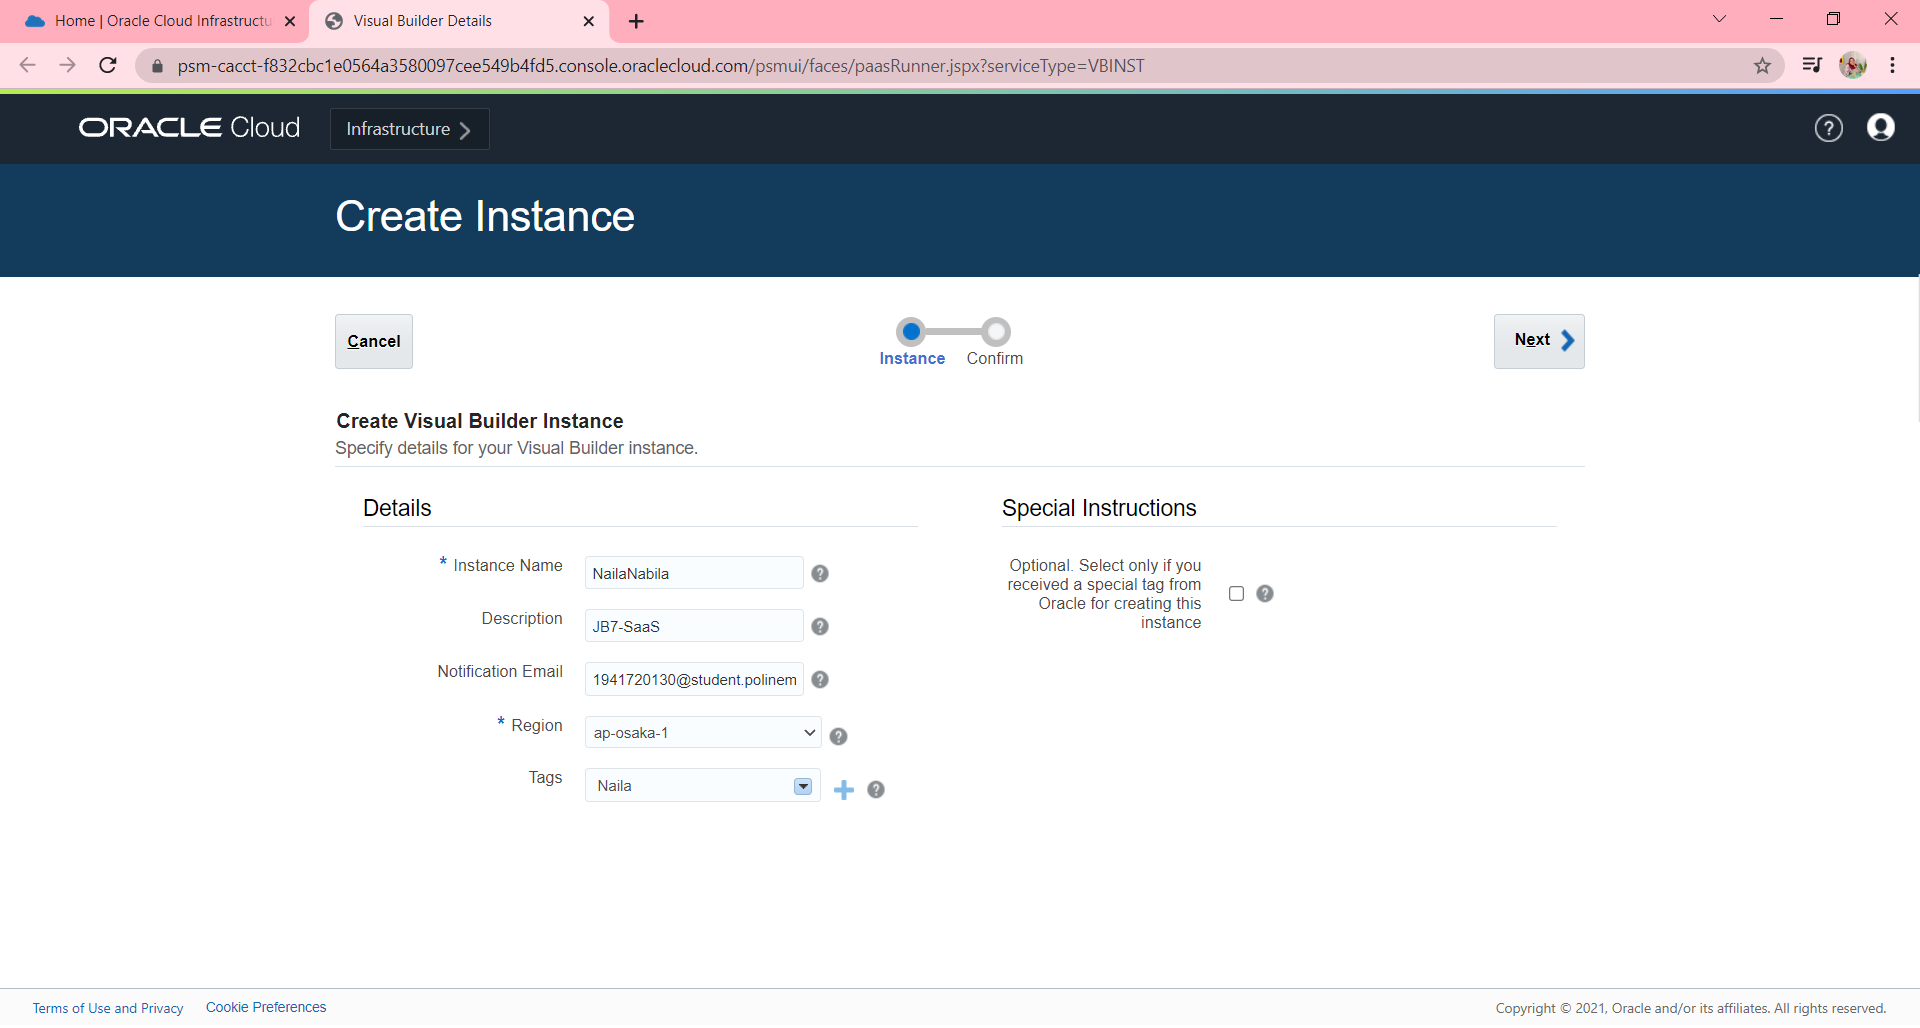 Home | Oracle Cloud Infrastructu
Visual Builder Details
psm-cacct-f832cbc1e0564a3580097cee549b4fd5.console.oraclecloud.com/psmui/faces/paasRunner.jspx?serviceType=VBINST
ORACLE Cloud
Infrastructure
Create Instance
Cancel
Instance
Confirm
Next
Create Visual Builder Instance
Specify details for your Visual Builder instance.
Details
* Instance Name
NailaNabila
Description
JB7-SaaS
Notification Email
1941720130@student.polinem
* Region
ap-osaka-1
Tags
Naila
Special Instructions
Optional. Select only if you
received a special tag from
Oracle for creating this
instance
Terms of Use and Privacy
Cookie Preferences
Copyright © 2021, Oracle and/or its affiliates. All rights reserved.